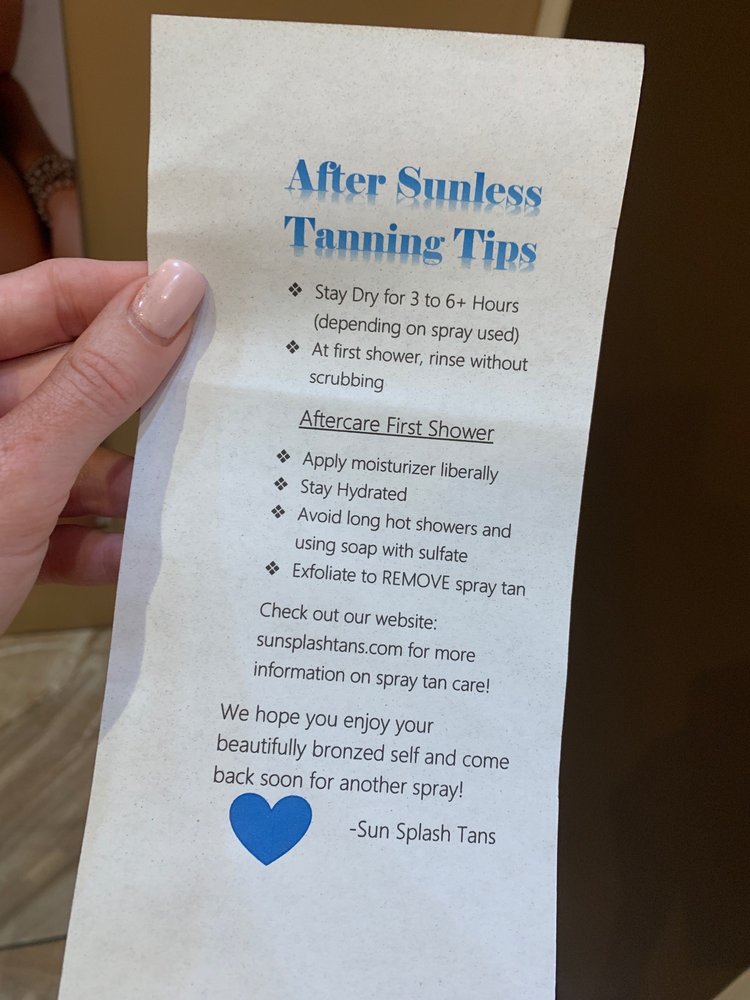 After Sunless
Tanning Tips
❖ Stay Dry for 3 to 6+ Hours
(depending on spray used)
❖ At first shower, rinse without
scrubbing
Aftercare First Shower
❖ Apply moisturizer liberally
❖ Stay Hydrated
❖ Avoid long hot showers and
using soap with sulfate
❖ Exfoliate to REMOVE spray tan
Check out our website:
sunsplashtans.com for more
information on spray tan care!
We hope you enjoy your
beautifully bronzed self and come
back soon for another spray!
-Sun Splash Tans